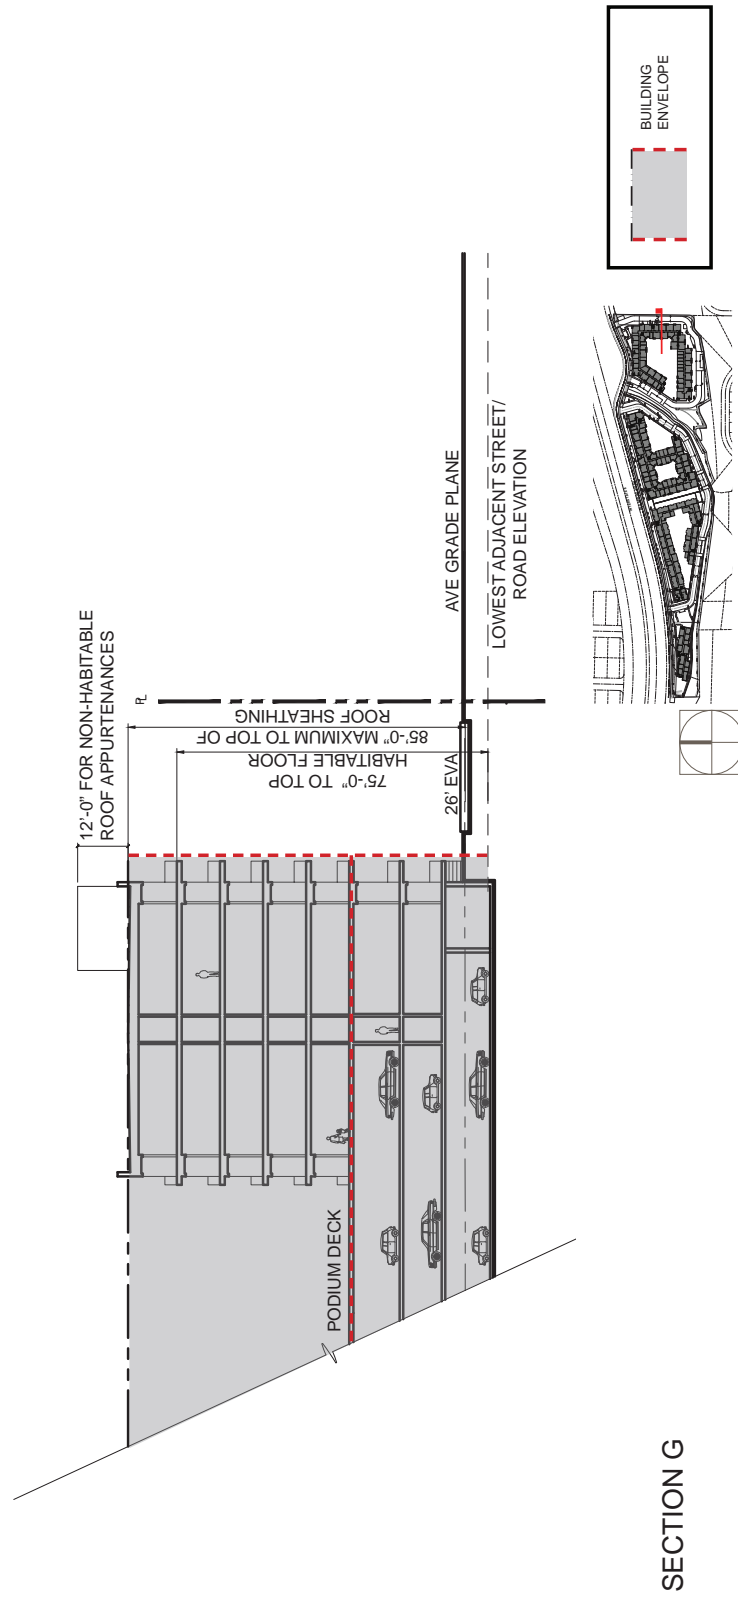 12'-0" FOR NON-HABITABLE
ROOF APPURTENANCES
PL
85'-0" MAXIMUM TO TOP OF
ROOF SHEATHING
75'-0" TO TOP
HABITABLE FLOOR
26' EVA
AVE GRADE PLANE
LOWEST ADJACENT STREET/
ROAD ELEVATION
PODIUM DECK
BUILDING
ENVELOPE
SECTION G